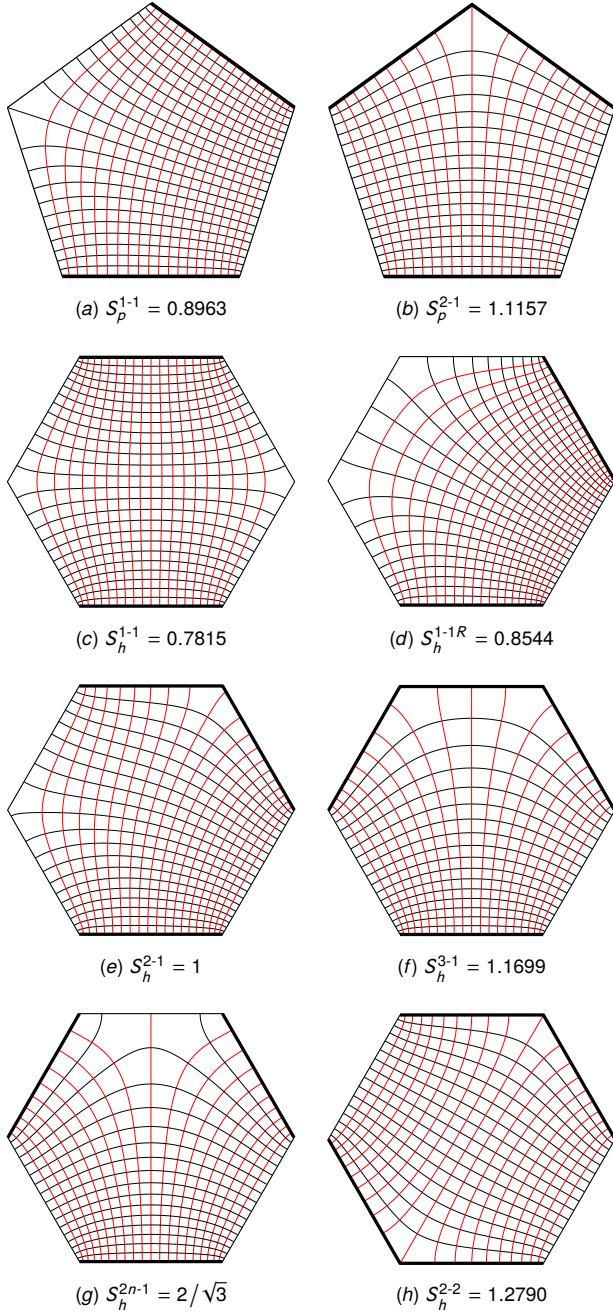 (a) S_p^{1-1} = 0.8963
(b) S_p^{2-1} = 1.1157
(c) S_h^{1-1} = 0.7815
(d) S_h^{1-1R} = 0.8544
(e) S_h^{2-1} = 1
(f) S_h^{3-1} = 1.1699
(g) S_h^{2n-1} = 2/√3
(h) S_h^{2-2} = 1.2790